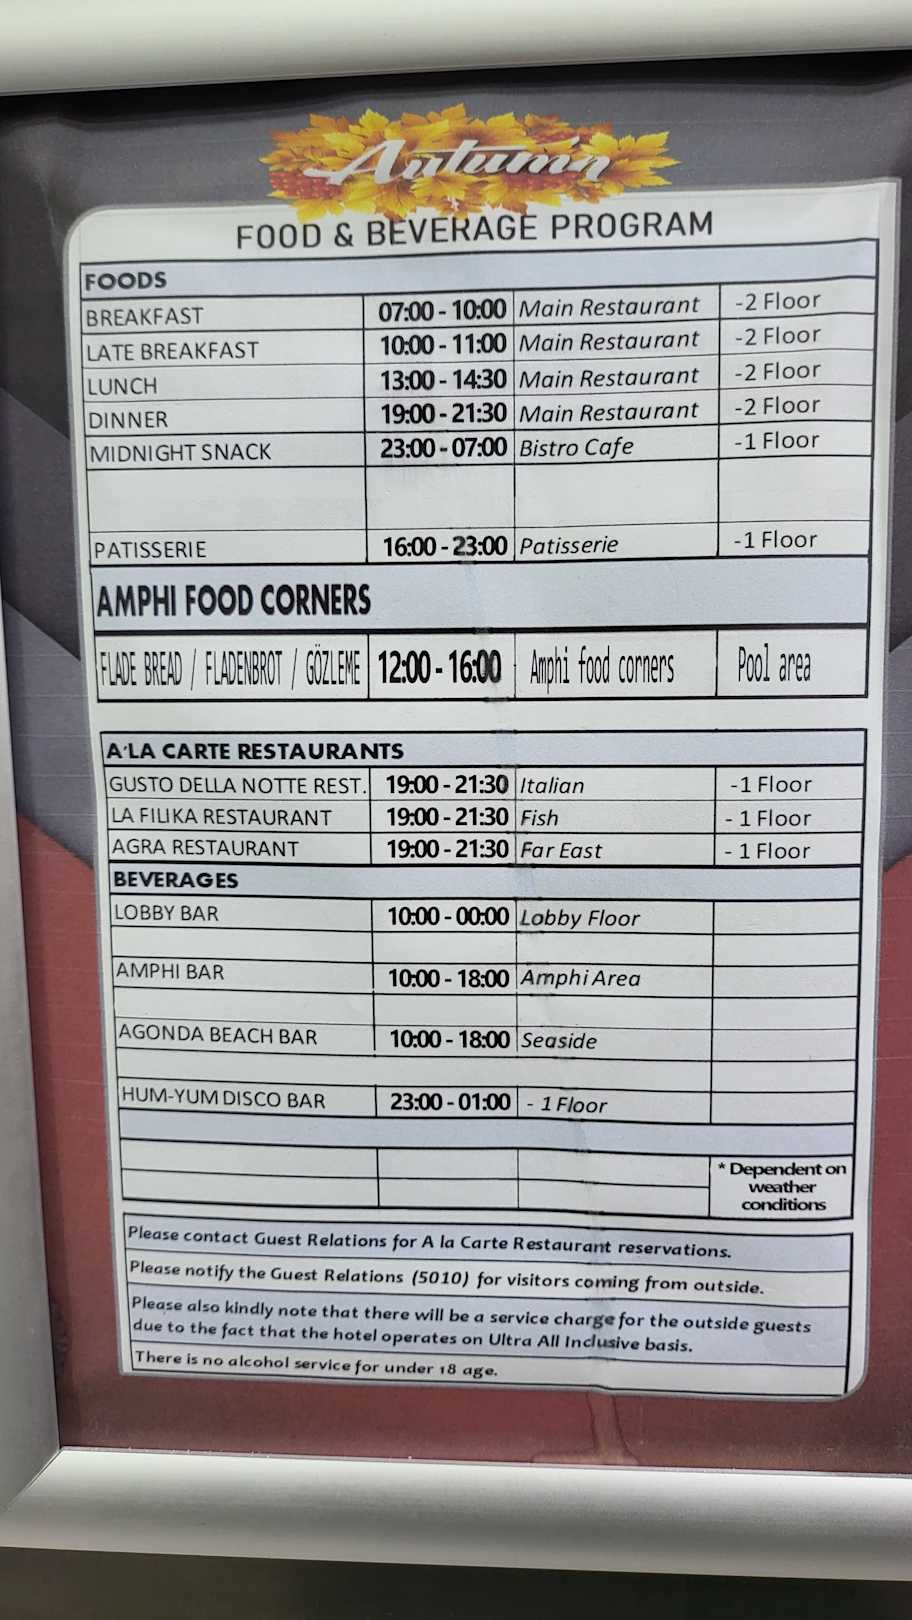 Autumn
FOOD & BEVERAGE PROGRAM
FOODS
BREAKFAST 07:00 - 10:00 Main Restaurant -2 Floor
LATE BREAKFAST 10:00 - 11:00 Main Restaurant -2 Floor
LUNCH 13:00 - 14:30 Main Restaurant -2 Floor
DINNER 19:00 - 21:30 Main Restaurant -2 Floor
MIDNIGHT SNACK 23:00 - 07:00 Bistro Cafe -1 Floor
PATISSERIE 16:00 - 23:00 Patisserie -1 Floor
AMPHI FOOD CORNERS
FLADE BREAD / FLADENBROT / GÖZLEME 12:00 - 16:00 Amphi food corners Pool area
A'LA CARTE RESTAURANTS
GUSTO DELLA NOTTE REST. 19:00 - 21:30 Italian -1 Floor
LA FILIKA RESTAURANT 19:00 - 21:30 Fish - 1 Floor
AGRA RESTAURANT 19:00 - 21:30 Far East - 1 Floor
BEVERAGES
LOBBY BAR 10:00 - 00:00 Lobby Floor
AMPHI BAR 10:00 - 18:00 Amphi Area
AGONDA BEACH BAR 10:00 - 18:00 Seaside
HUM-YUM DISCO BAR 23:00 - 01:00 - 1 Floor
* Dependent on
weather
conditions
Please contact Guest Relations for A la Carte Restaurant reservations.
Please notify the Guest Relations (5010) for visitors coming from outside.
Please also kindly note that there will be a service charge for the outside guests
due to the fact that the hotel operates on Ultra All Inclusive basis.
There is no alcohol service for under 18 age.